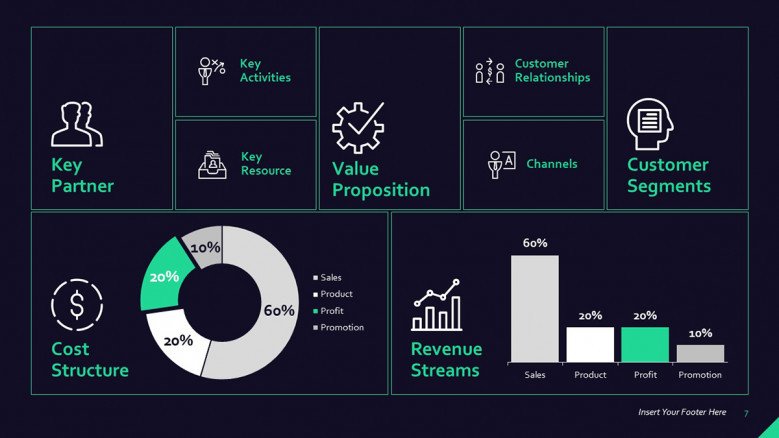 Key
Partner
Key
Activities
Key
Resource
Value
Proposition
Customer
Relationships
A
Channels
Customer
Segments
$
Cost
Structure
60%
20%
20%
10%
Sales
Product
Profit
Promotion
Revenue
Streams
60%
20%
20%
10%
Sales
Product
Profit
Promotion
Insert Your Footer Here
7